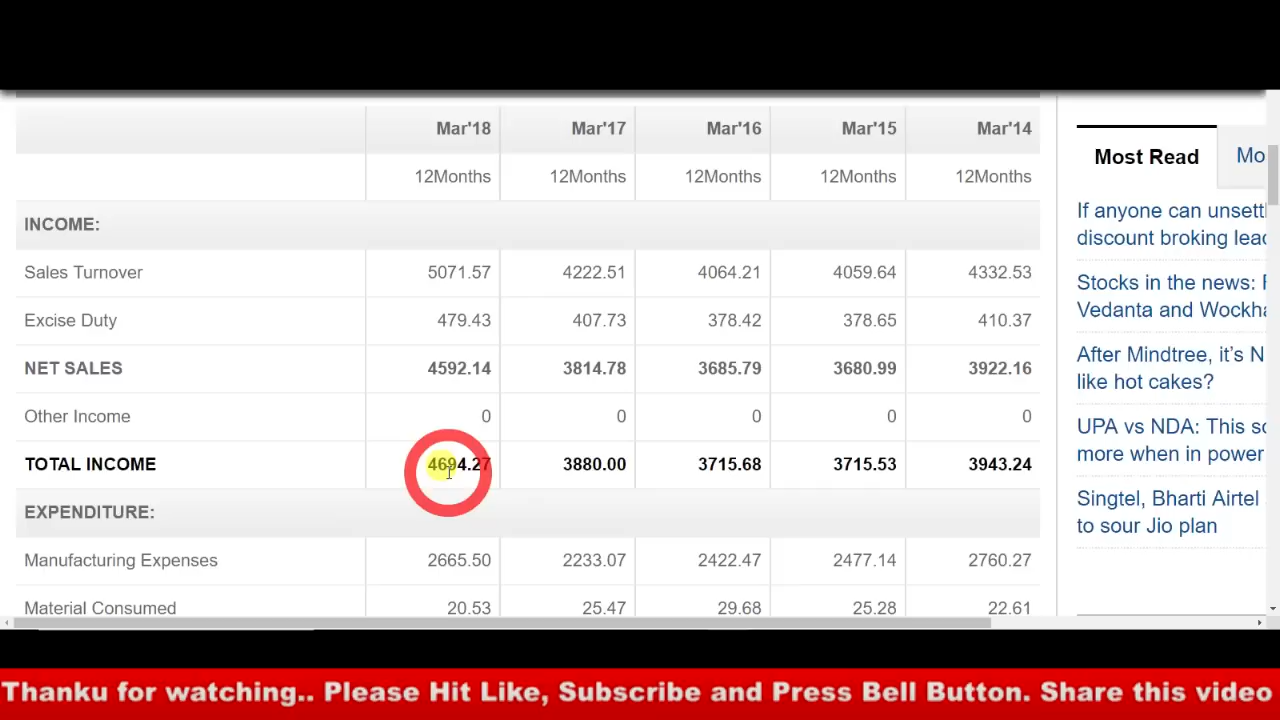 Mar'18 Mar'17 Mar'16 Mar'15 Mar'14
12Months 12Months 12Months 12Months 12Months
INCOME:
Sales Turnover 5071.57 4222.51 4064.21 4059.64 4332.53
Excise Duty 479.43 407.73 378.42 378.65 410.37
NET SALES 4592.14 3814.78 3685.79 3680.99 3922.16
Other Income 0 0 0 0 0
TOTAL INCOME 4694.27 3880.00 3715.68 3715.53 3943.24
EXPENDITURE:
Manufacturing Expenses 2665.50 2233.07 2422.47 2477.14 2760.27
Material Consumed 20.53 25.47 29.68 25.28 22.61
Most Read Mo
If anyone can unsettl
discount broking lead
Stocks in the news:
Vedanta and Wockha
After Mindtree, it's N
like hot cakes?
UPA vs NDA: This sc
more when in power
Singtel, Bharti Airtel
to sour Jio plan
Thanku for watching.. Please Hit Like, Subscribe and Press Bell Button. Share this video